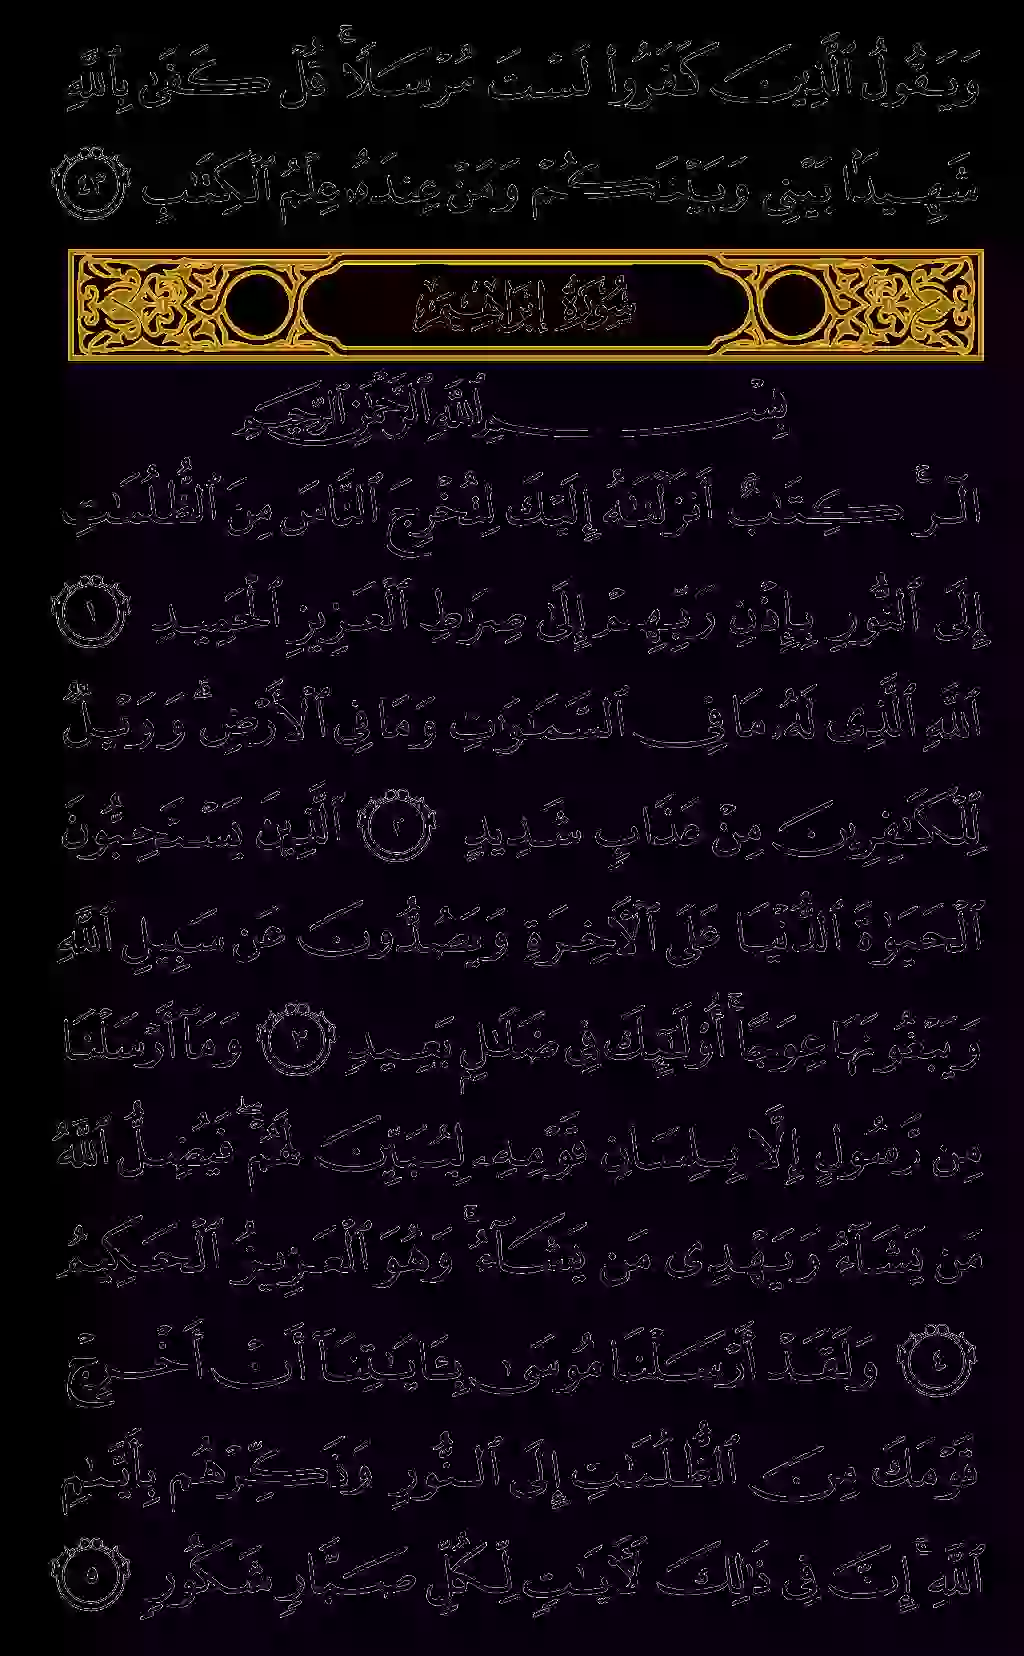 وَيَقُولُ ٱلَّذِينَ كَفَرُوا۟ لَسْتَ مُرْسَلًا ۚ قُلْ كَفَىٰ بِٱللَّهِ
شَهِيدًۢا بَيْنِى وَبَيْنَكُمْ وَمَنْ عِندَهُۥ عِلْمُ ٱلْكِتَـٰبِ ٤٣
سُورَةُ إِبْرَاهِيم
بِسْمِ ٱللَّهِ ٱلرَّحْمَـٰنِ ٱلرَّحِيمِ
الٓر ۚ كِتَـٰبٌ أَنزَلْنَـٰهُ إِلَيْكَ لِتُخْرِجَ ٱلنَّاسَ مِنَ ٱلظُّلُمَـٰتِ
إِلَى ٱلنُّورِ بِإِذْنِ رَبِّهِمْ إِلَىٰ صِرَٰطِ ٱلْعَزِيزِ ٱلْحَمِيدِ ١
ٱللَّهِ ٱلَّذِى لَهُۥ مَا فِى ٱلسَّمَـٰوَٰتِ وَمَا فِى ٱلْأَرْضِ ۗ وَوَيْلٌ
لِّلْكَـٰفِرِينَ مِنْ عَذَابٍ شَدِيدٍ ٢ ٱلَّذِينَ يَسْتَحِبُّونَ
ٱلْحَيَوٰةَ ٱلدُّنْيَا عَلَى ٱلْـَٔاخِرَةِ وَيَصُدُّونَ عَن سَبِيلِ ٱللَّهِ
وَيَبْغُونَهَا عِوَجًا ۚ أُو۟لَـٰٓئِكَ فِى ضَلَـٰلٍۭ بَعِيدٍ ٣ وَمَآ أَرْسَلْنَا
مِن رَّسُولٍ إِلَّا بِلِسَانِ قَوْمِهِۦ لِيُبَيِّنَ لَهُمْ ۖ فَيُضِلُّ ٱللَّهُ
مَن يَشَآءُ وَيَهْدِى مَن يَشَآءُ ۚ وَهُوَ ٱلْعَزِيزُ ٱلْحَكِيمُ
٤ وَلَقَدْ أَرْسَلْنَا مُوسَىٰ بِـَٔايَـٰتِنَآ أَنْ أَخْرِجْ
قَوْمَكَ مِنَ ٱلظُّلُمَـٰتِ إِلَى ٱلنُّورِ وَذَكِّرْهُم بِأَيَّىٰمِ
ٱللَّهِ ۚ إِنَّ فِى ذَٰلِكَ لَـَٔايَـٰتٍ لِّكُلِّ صَبَّارٍ شَكُورٍ ٥